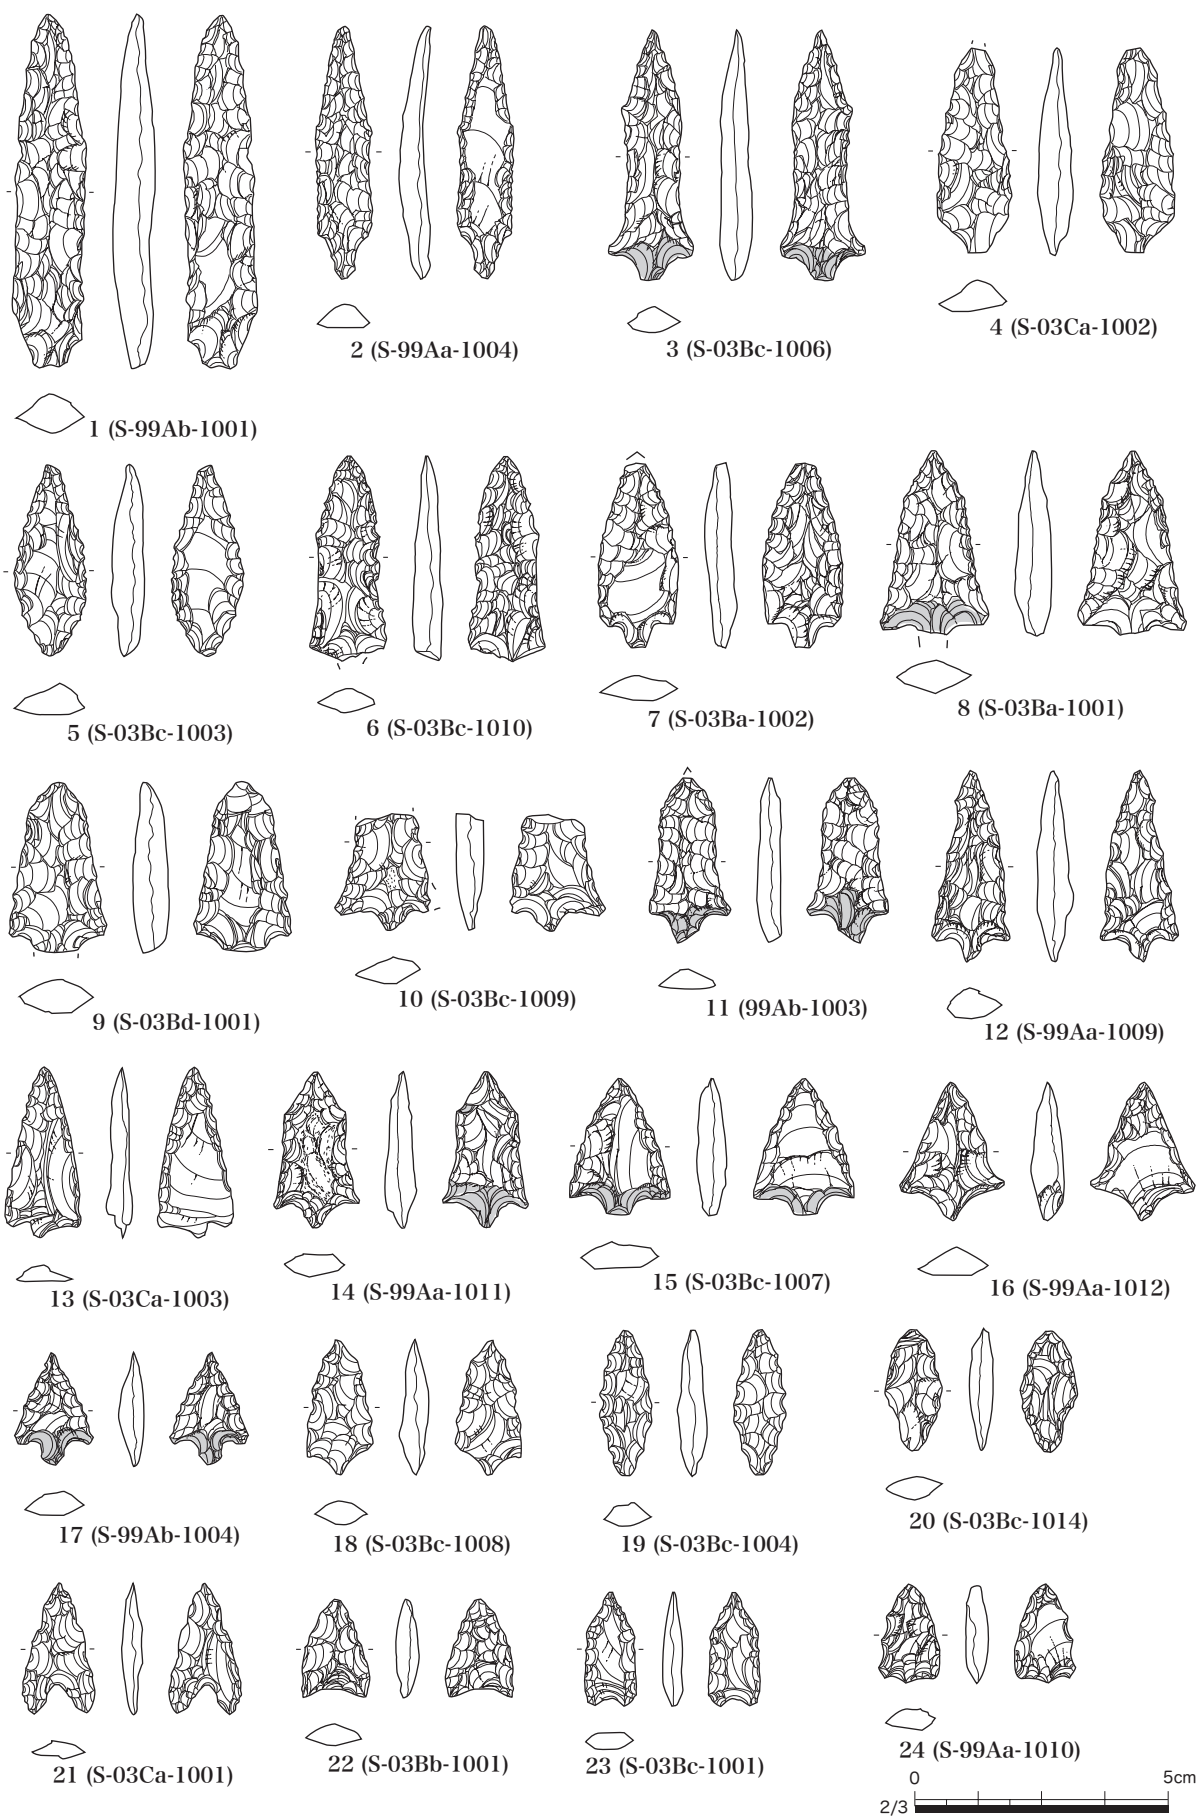 1 (S-99Ab-1001)
2 (S-99Aa-1004)
3 (S-03Bc-1006)
4 (S-03Ca-1002)
5 (S-03Bc-1003)
6 (S-03Bc-1010)
7 (S-03Ba-1002)
8 (S-03Ba-1001)
9 (S-03Bd-1001)
10 (S-03Bc-1009)
11 (99Ab-1003)
12 (S-99Aa-1009)
13 (S-03Ca-1003)
14 (S-99Aa-1011)
15 (S-03Bc-1007)
16 (S-99Aa-1012)
17 (S-99Ab-1004)
18 (S-03Bc-1008)
19 (S-03Bc-1004)
20 (S-03Bc-1014)
21 (S-03Ca-1001)
22 (S-03Bb-1001)
23 (S-03Bc-1001)
24 (S-99Aa-1010)
0 5cm
2/3